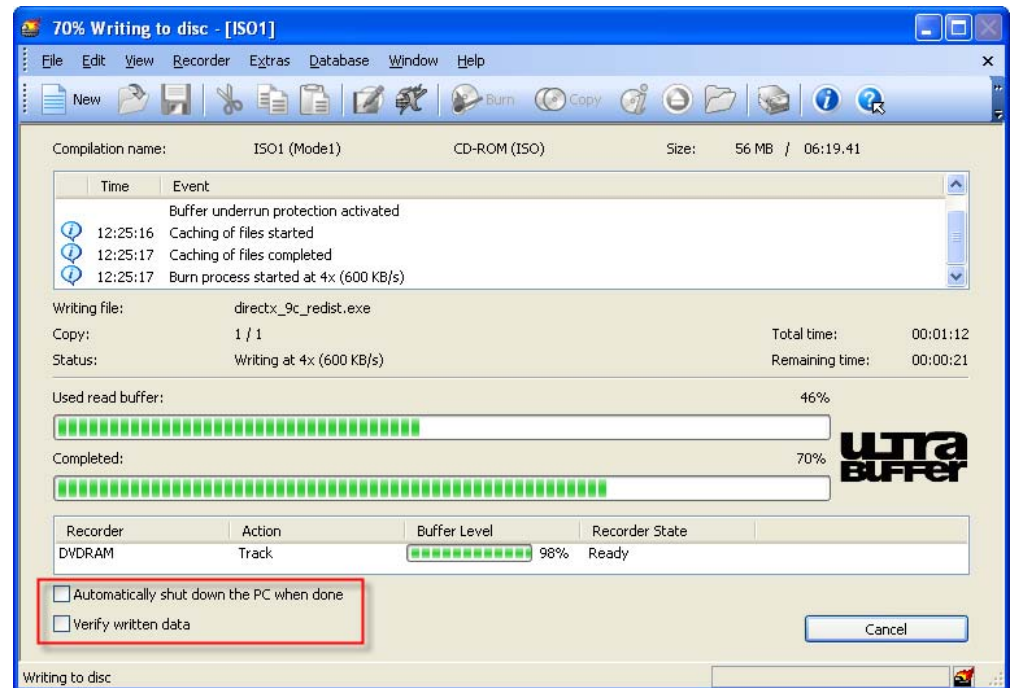 70% Writing to disc - [ISO1]
File Edit View Recorder Extras Database Window Help
New Burn Copy
Compilation name: ISO1 (Mode1) CD-ROM (ISO) Size: 56 MB / 06:19.41
Time Event
Buffer underrun protection activated
12:25:16 Caching of files started
12:25:17 Caching of files completed
12:25:17 Burn process started at 4x (600 KB/s)
Writing file: directx_9c_redist.exe
Copy: 1 / 1 Total time: 00:01:12
Status: Writing at 4x (600 KB/s) Remaining time: 00:00:21
Used read buffer: 46%
Completed: 70%
ULTRA
BUFFER
Recorder Action Buffer Level Recorder State
DVDRAM Track 98% Ready
Automatically shut down the PC when done
Verify written data
Cancel
Writing to disc